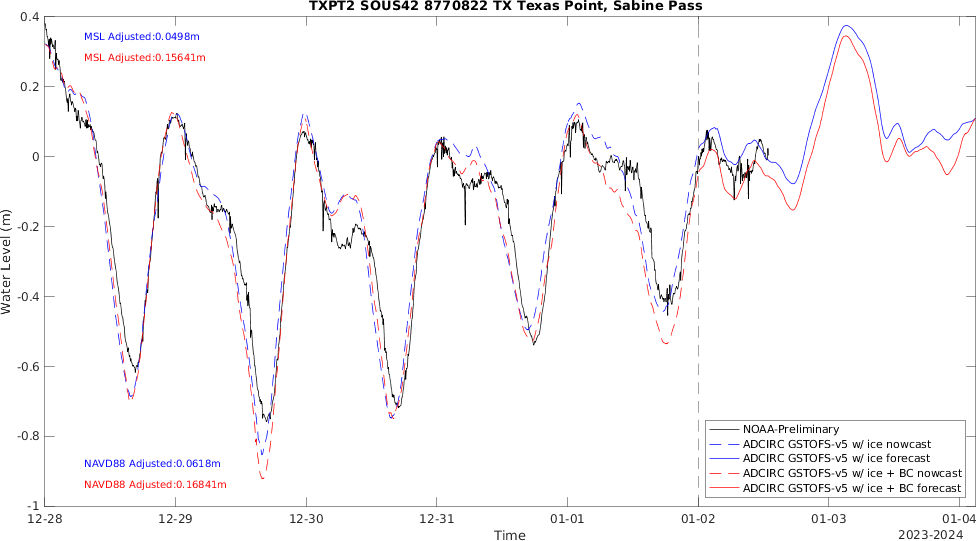 TXPT2 SOUS42 8770822 TX Texas Point, Sabine Pass
0.4
MSL Adjusted:0.0498m
MSL Adjusted:0.15641m
0.2
0
-0.2
Water Level (m)
-0.4
-0.6
-0.8
NAVD88 Adjusted:0.0618m
NAVD88 Adjusted:0.16841m
-1
NOAA-Preliminary
ADCIRC GSTOFS-v5 w/ ice nowcast
ADCIRC GSTOFS-v5 w/ ice forecast
ADCIRC GSTOFS-v5 w/ ice + BC nowcast
ADCIRC GSTOFS-v5 w/ ice + BC forecast
12-28 12-29 12-30 12-31 01-01 01-02 01-03 01-04
Time
2023-2024